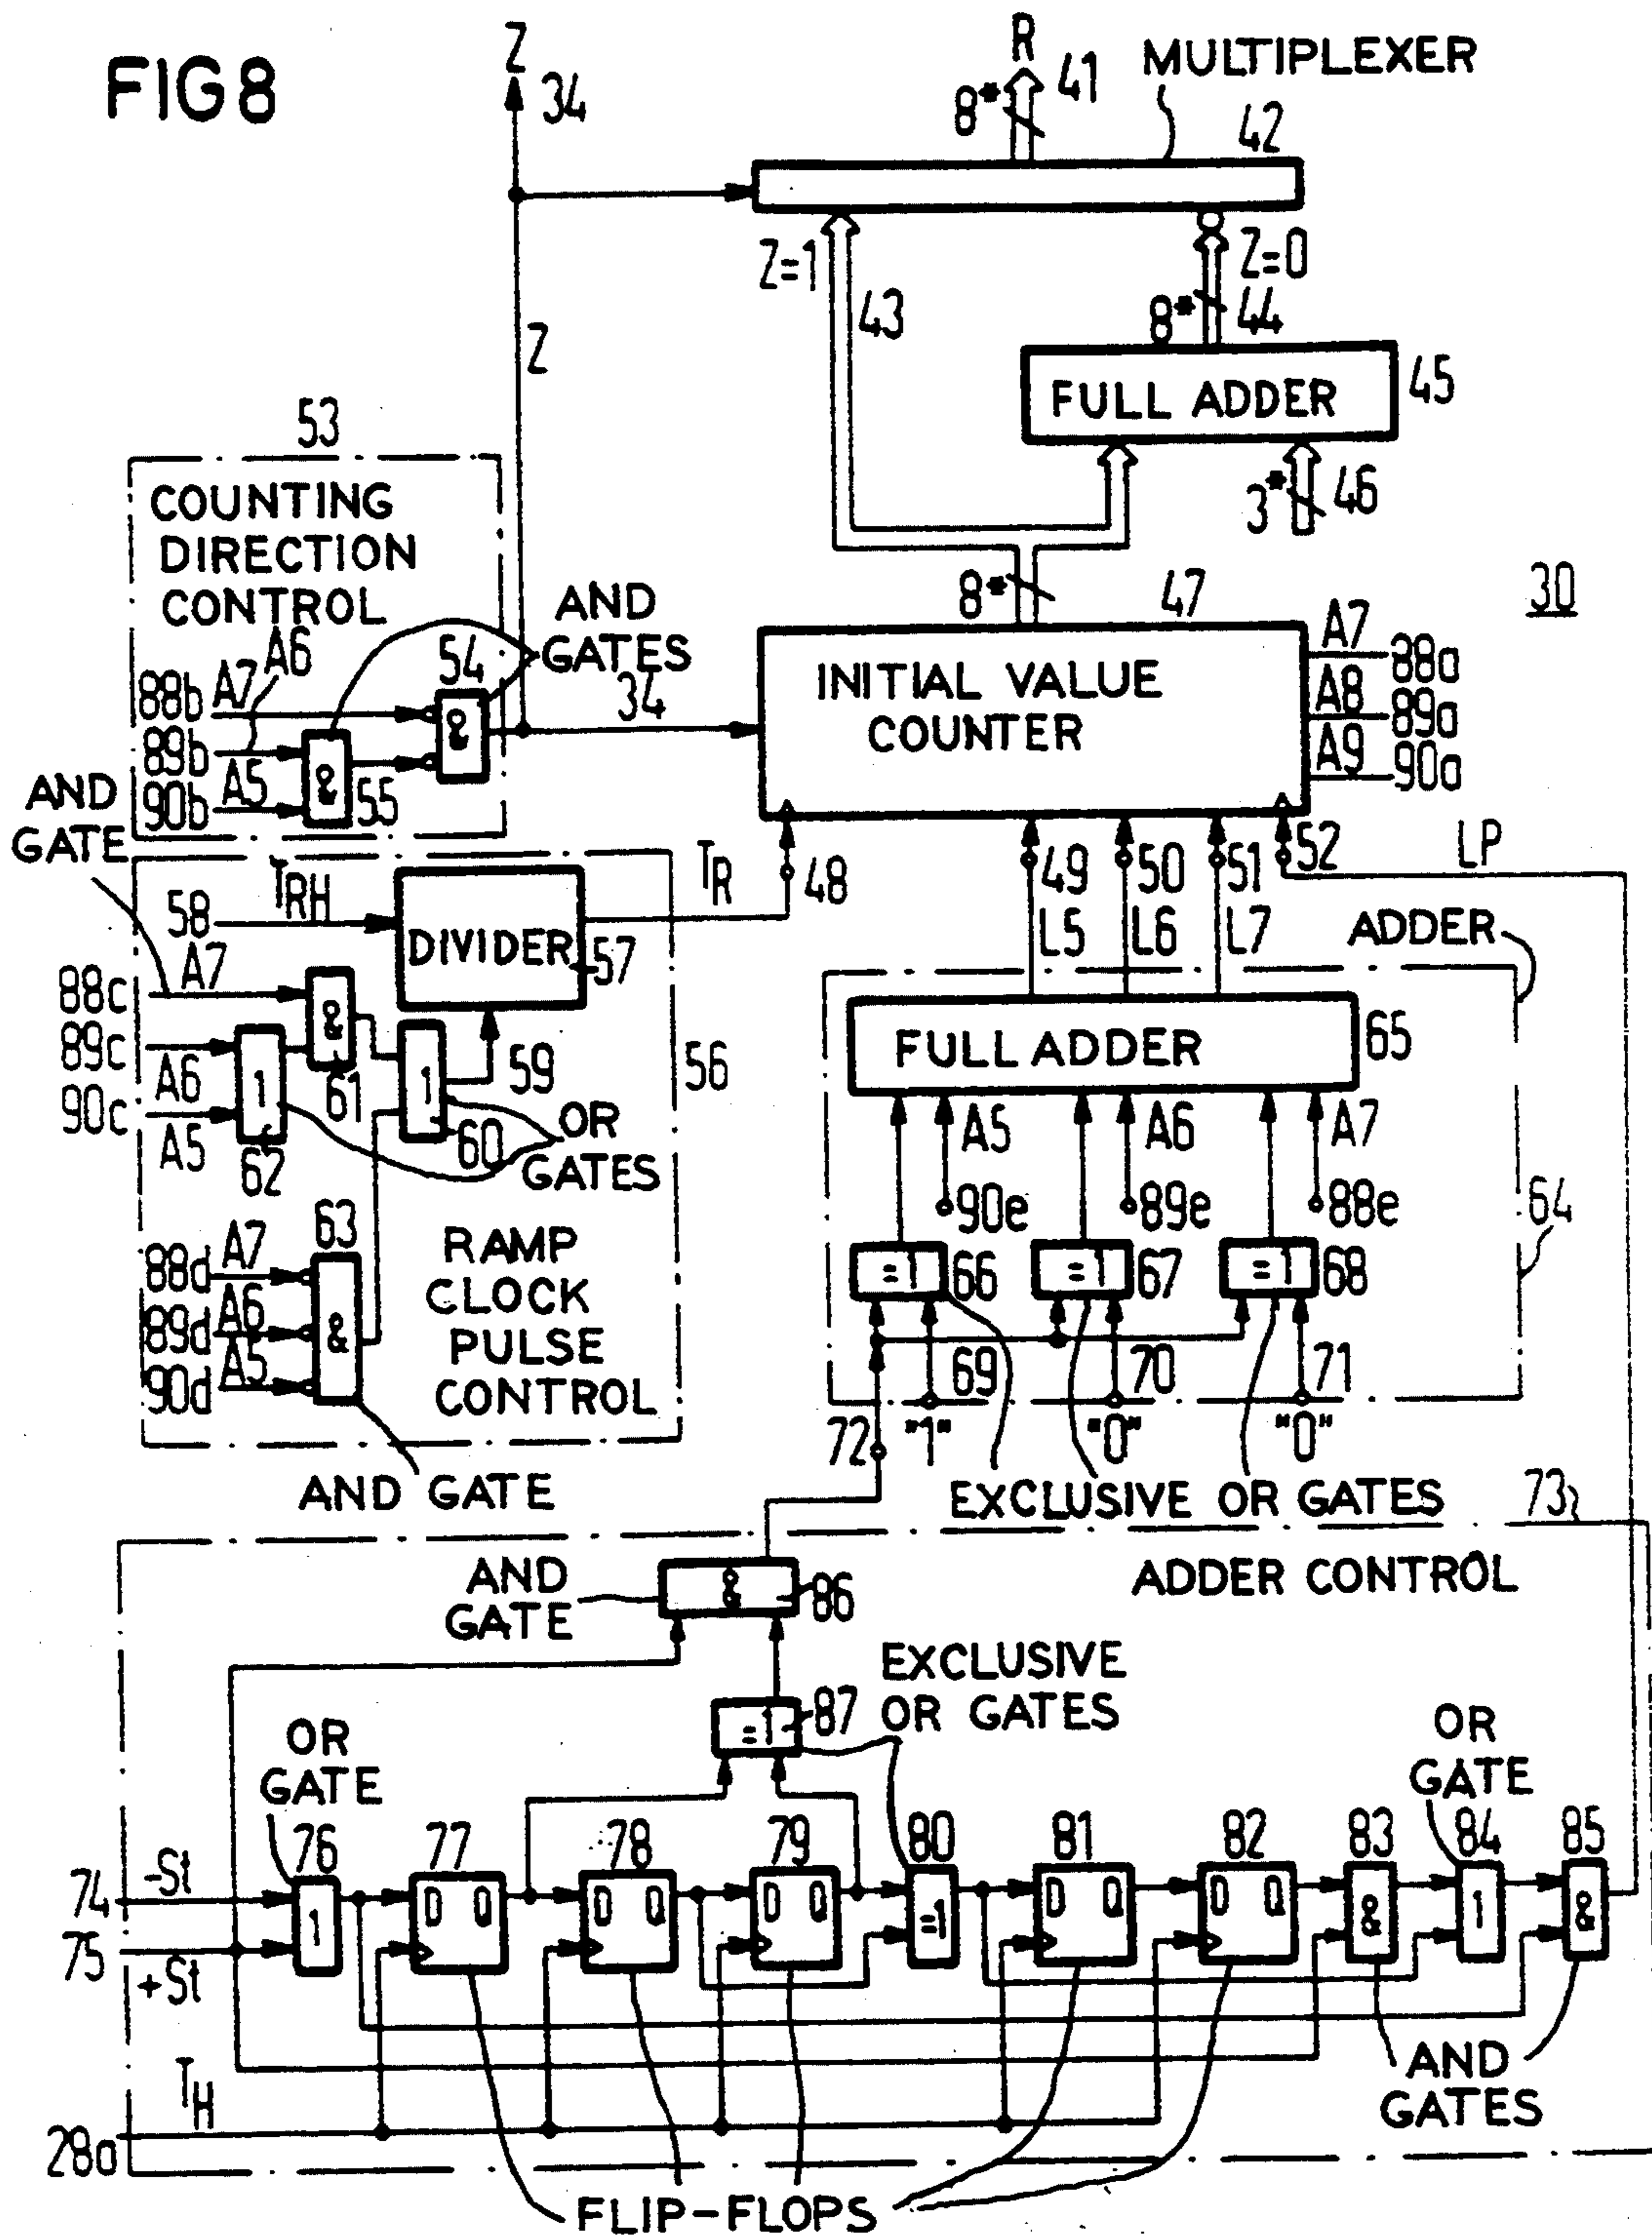 FIG 8
Z
34
R
8*
41
MULTIPLEXER
42
Z=1
Z=0
43
8*
44
Z
FULL ADDER
45
3*
46
53
COUNTING
DIRECTION
CONTROL
AND
GATES
8*
47
30
88b
A7
A6
54
34
89b
90b
A5
55
INITIAL VALUE
COUNTER
A7
88a
A8
89a
A9
90a
AND
GATE
58
TRH
DIVIDER
57
TR
48
49
50
51
52
LP
L5
L6
L7
ADDER
88c
A7
89c
A6
90c
A5
&
61
1
62
1
60
59
56
OR
GATES
FULL ADDER
65
A5
A6
A7
90e
89e
88e
64
=1
66
=1
67
=1
68
63
88d
A7
89d
A6
90d
A5
&
RAMP
CLOCK
PULSE
CONTROL
69
70
71
72
"1"
"0"
"0"
AND GATE
EXCLUSIVE OR GATES
73
AND
GATE
&
86
ADDER CONTROL
EXCLUSIVE
OR GATES
=1
87
OR
GATE
OR
GATE
76
77
78
79
80
81
82
83
84
85
74
-St
75
+St
1
D Q
D Q
D Q
=1
D Q
D Q
&
1
&
TH
28a
AND
GATES
FLIP-FLOPS